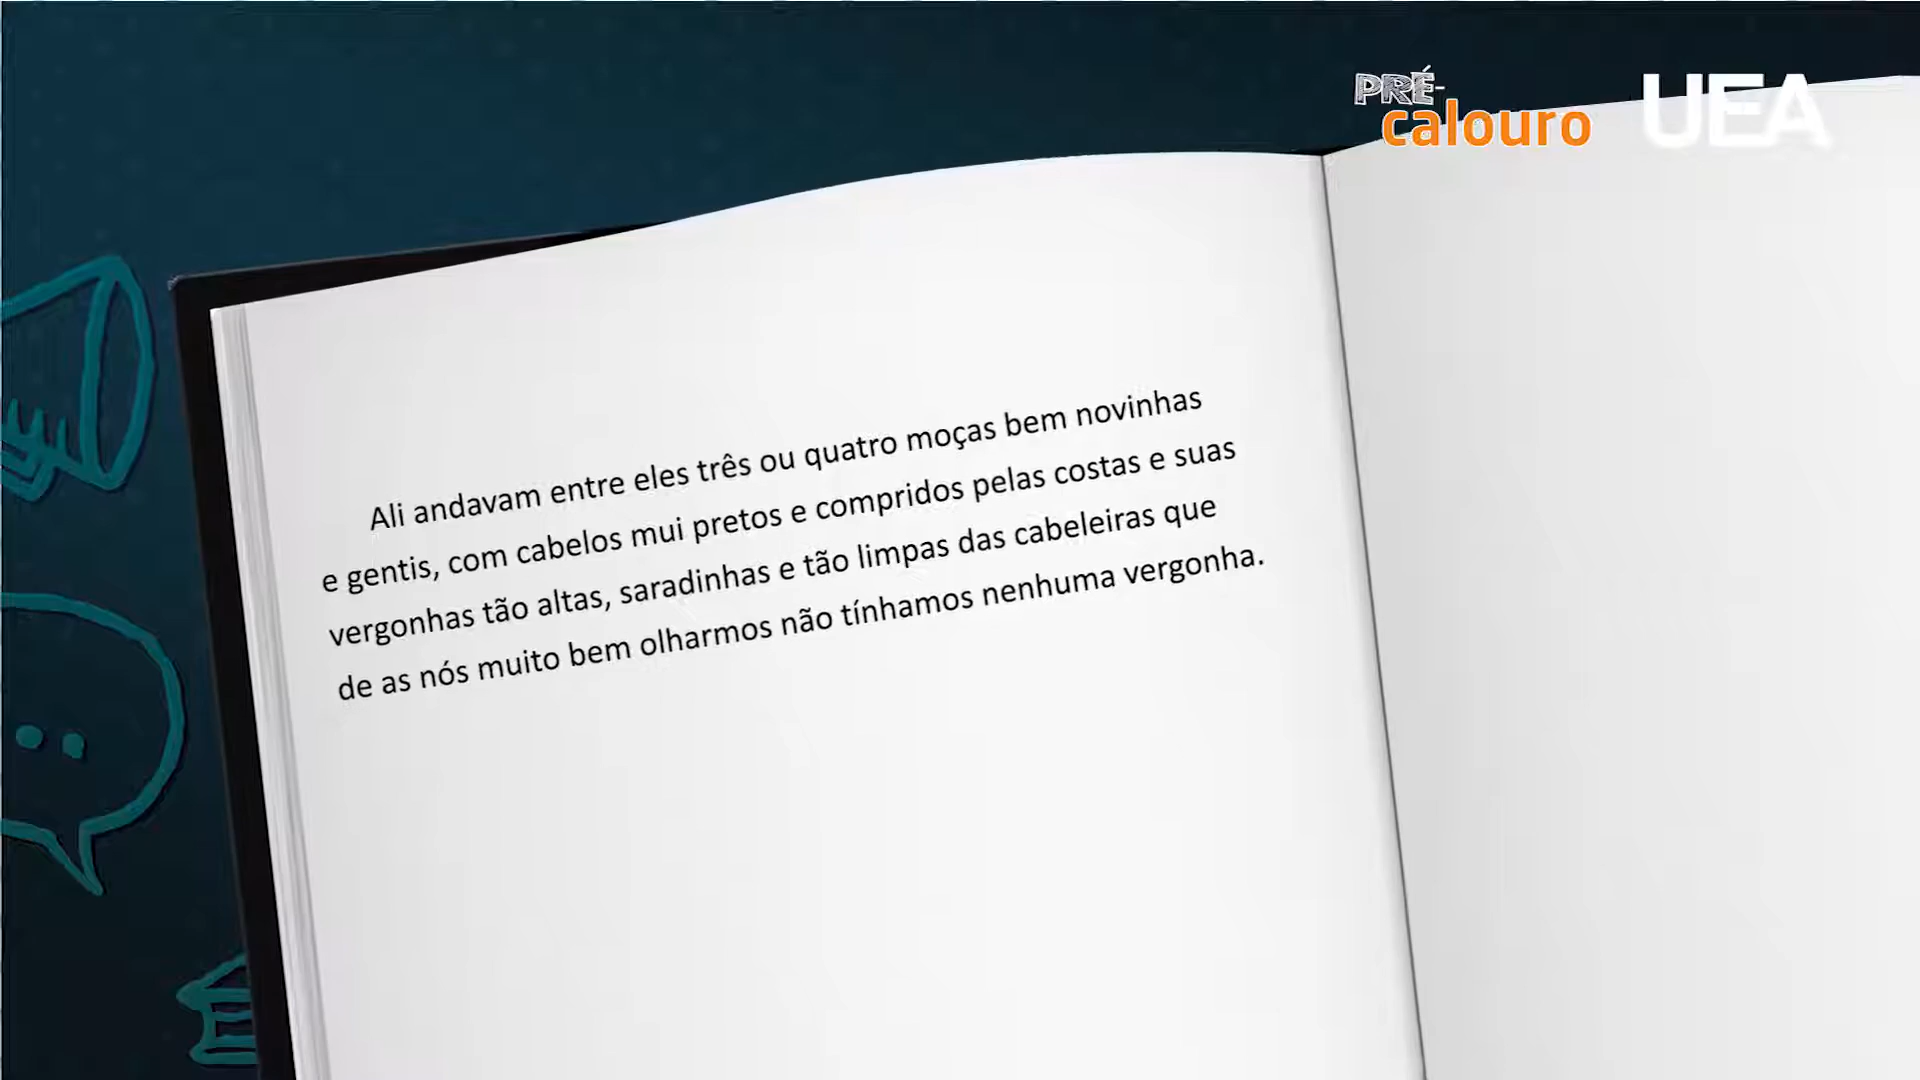 PRÉ-
calouro
UEA
Ali andavam entre eles três ou quatro moças bem novinhas
e gentis, com cabelos mui pretos e compridos pelas costas e suas
vergonhas tão altas, saradinhas e tão limpas das cabeleiras que
de as nós muito bem olharmos não tínhamos nenhuma vergonha.